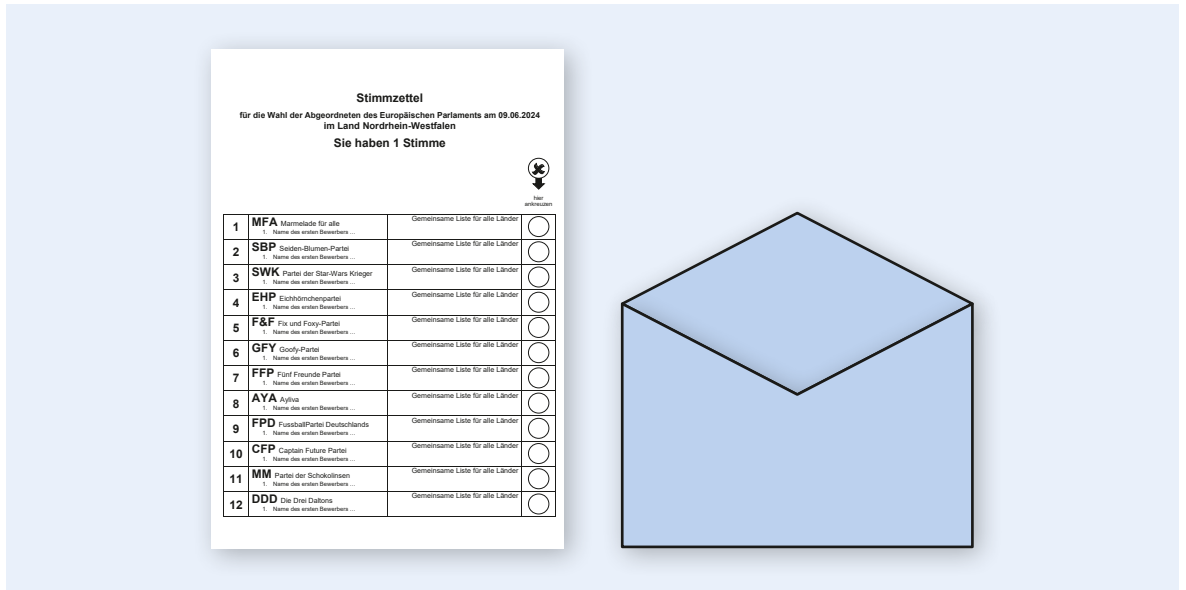 Stimmzettel
für die Wahl der Abgeordneten des Europäischen Parlaments am 09.06.2024
im Land Nordrhein-Westfalen
Sie haben 1 Stimme
hier
ankreuzen
1 MFA Marmelade für alle Gemeinsame Liste für alle Länder
1. Name des ersten Bewerbers ...
2 SBP Seiden-Blumen-Partei Gemeinsame Liste für alle Länder
1. Name des ersten Bewerbers ...
3 SWK Partei der Star-Wars Krieger Gemeinsame Liste für alle Länder
1. Name des ersten Bewerbers ...
4 EHP Eichhörnchenpartei Gemeinsame Liste für alle Länder
1. Name des ersten Bewerbers ...
5 F&F Fix und Foxy-Partei Gemeinsame Liste für alle Länder
1. Name des ersten Bewerbers ...
6 GFY Goofy-Partei Gemeinsame Liste für alle Länder
1. Name des ersten Bewerbers ...
7 FFP Fünf Freunde Partei Gemeinsame Liste für alle Länder
1. Name des ersten Bewerbers ...
8 AYA Ayliva Gemeinsame Liste für alle Länder
1. Name des ersten Bewerbers ...
9 FPD FussballPartei Deutschlands Gemeinsame Liste für alle Länder
1. Name des ersten Bewerbers ...
10 CFP Captain Future Partei Gemeinsame Liste für alle Länder
1. Name des ersten Bewerbers ...
11 MM Partei der Schokolinsen Gemeinsame Liste für alle Länder
1. Name des ersten Bewerbers ...
12 DDD Die Drei Daltons Gemeinsame Liste für alle Länder
1. Name des ersten Bewerbers ...